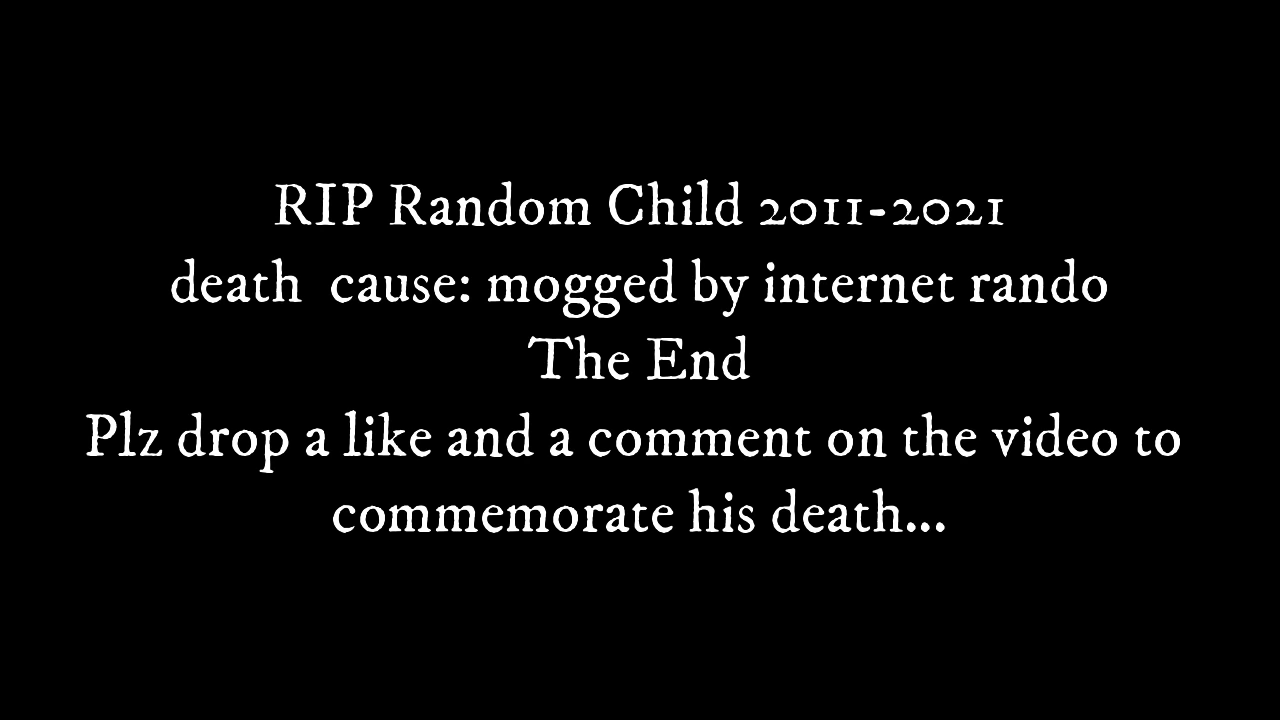 RIP Random Child 2011-2021
death  cause: mogged by internet rando
The End
Plz drop a like and a comment on the video to
commemorate his death...